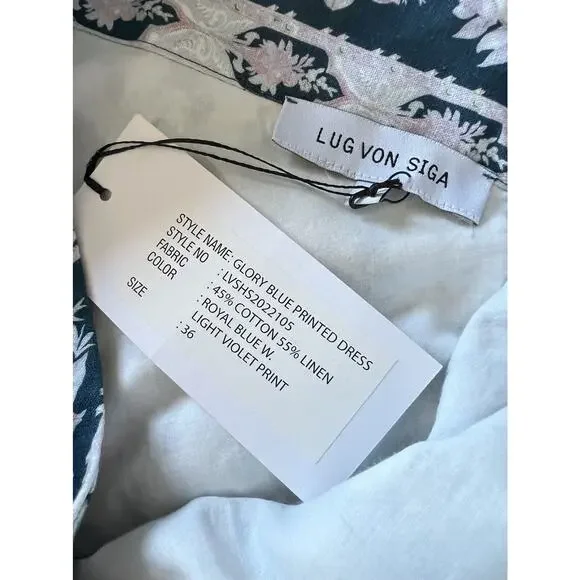 LUG VON SIGA
STYLE NAME: GLORY BLUE PRINTED DRESS
STYLE NO : LVSHS2022105
FABRIC : 45% COTTON 55% LINEN
COLOR : ROYAL BLUE W.
LIGHT VIOLET PRINT
SIZE : 36